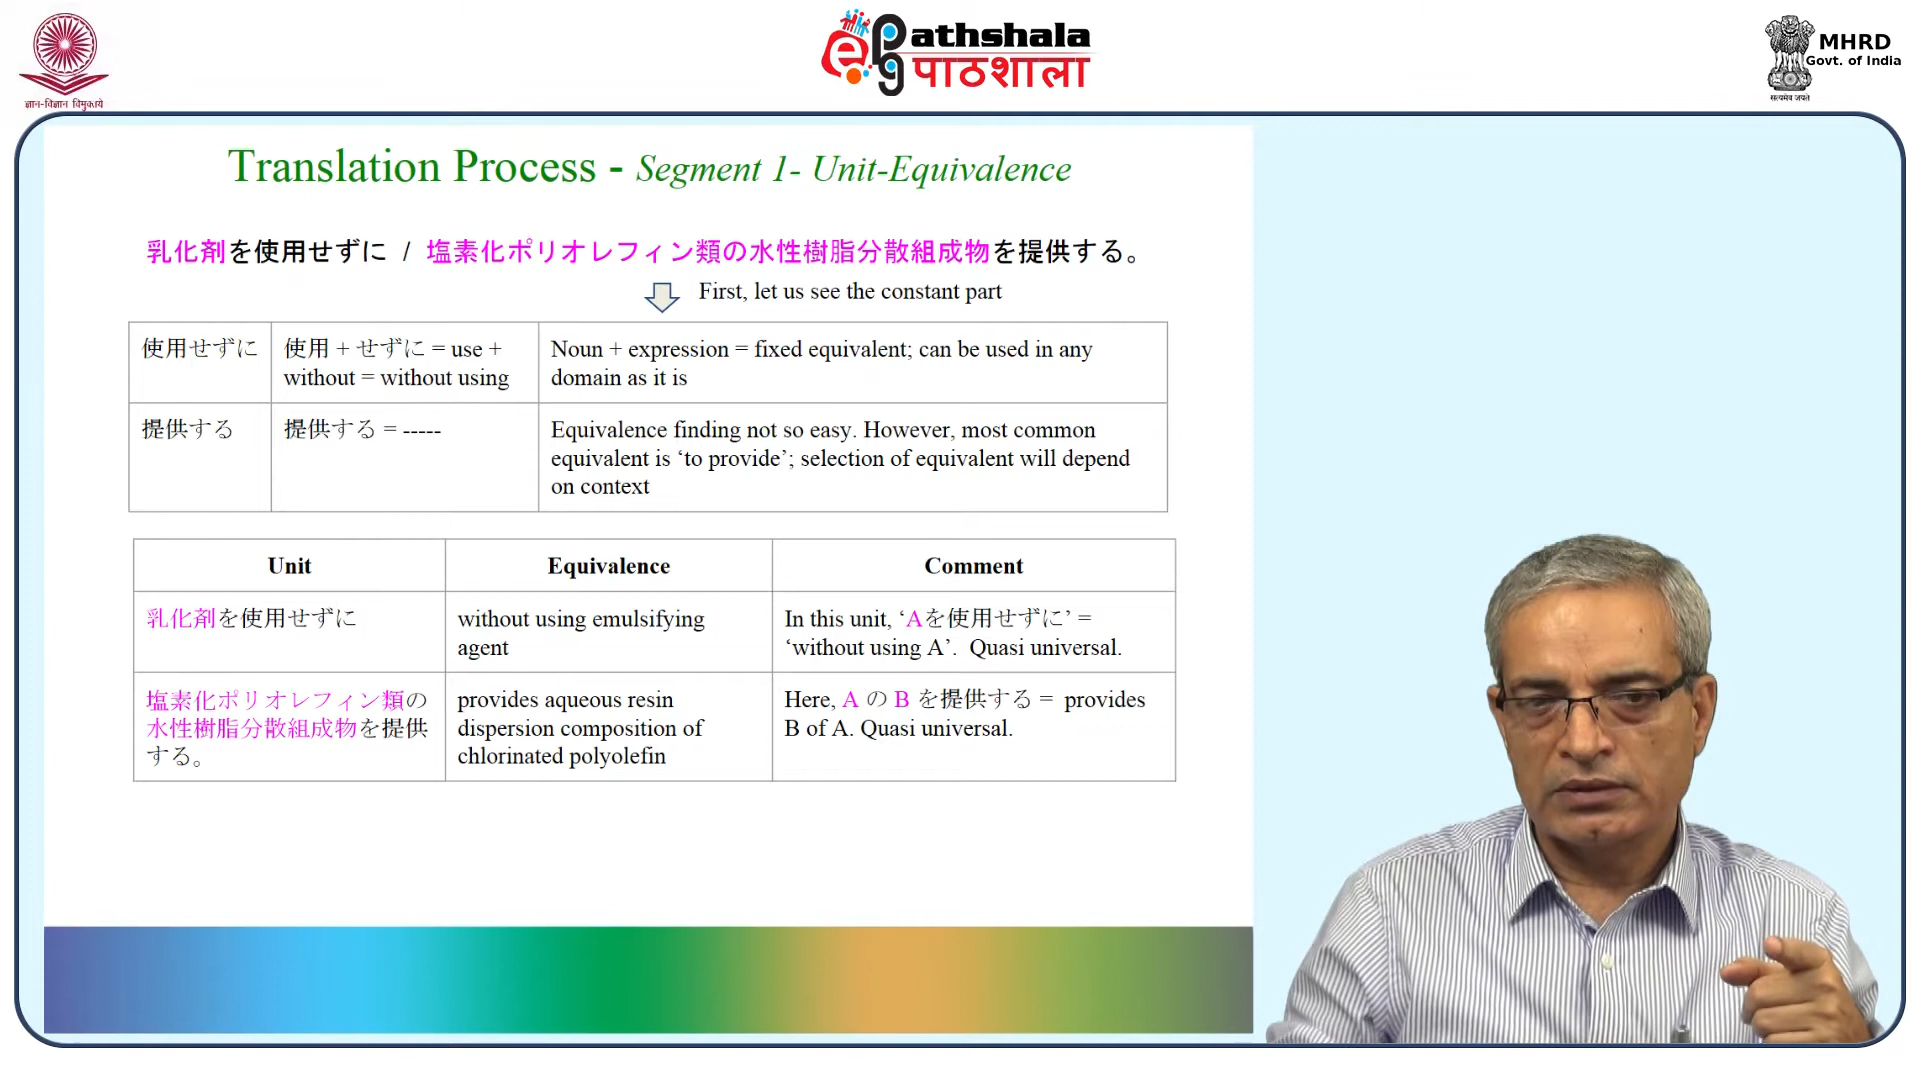 ज्ञान-विज्ञान विमुक्तये
ePathshala
पाठशाला
MHRD
Govt. of India
सत्यमेव जयते
Translation Process - Segment 1- Unit-Equivalence
乳化剤を使用せずに / 塩素化ポリオレフィン類の水性樹脂分散組成物を提供する。
First, let us see the constant part
使用せずに
使用 + せずに = use +
without = without using
Noun + expression = fixed equivalent; can be used in any
domain as it is
提供する
提供する = -----
Equivalence finding not so easy. However, most common
equivalent is ‘to provide’; selection of equivalent will depend
on context
Unit
Equivalence
Comment
乳化剤を使用せずに
without using emulsifying
agent
In this unit, ‘Aを使用せずに’ =
‘without using A’. Quasi universal.
塩素化ポリオレフィン類の
水性樹脂分散組成物を提供
する。
provides aqueous resin
dispersion composition of
chlorinated polyolefin
Here, A の B を提供する = provides
B of A. Quasi universal.